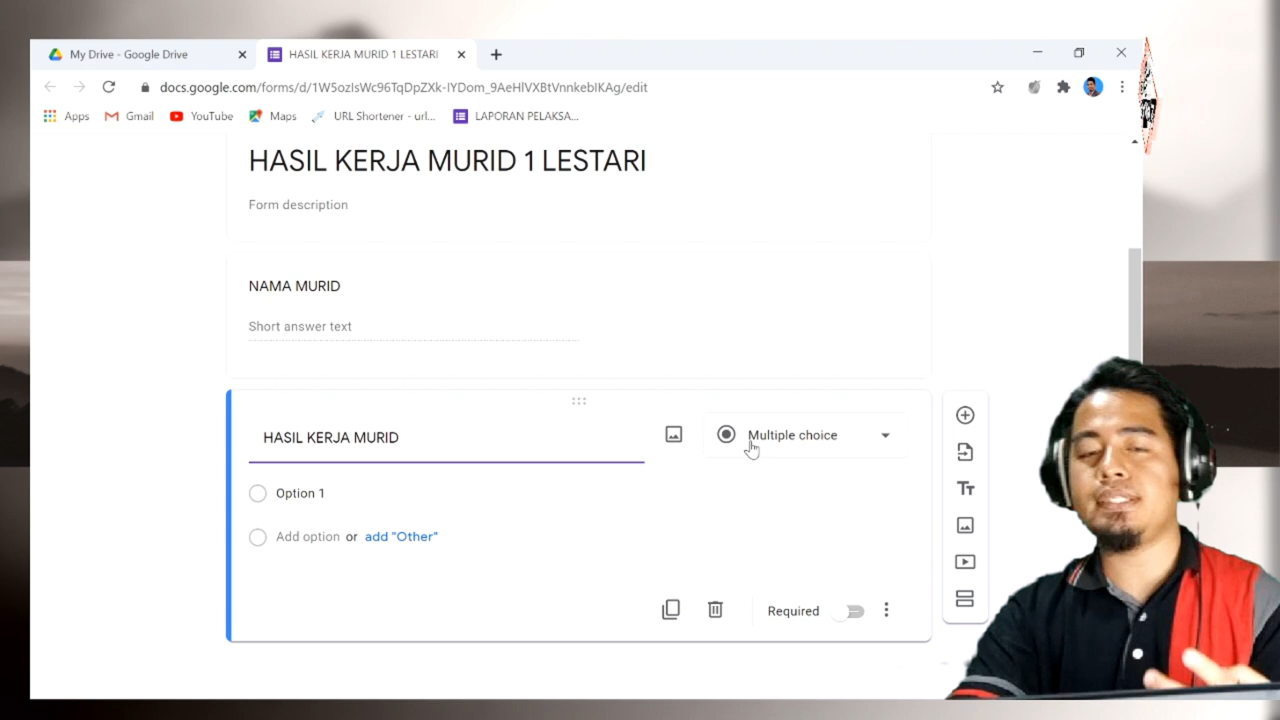 My Drive - Google Drive
HASIL KERJA MURID 1 LESTARI
docs.google.com/forms/d/1W5ozIsWc96TqDpZXk-IYDom_9AeHlVXBtVnnkebIKAg/edit
Apps
Gmail
YouTube
Maps
URL Shortener - url...
LAPORAN PELAKSA...
HASIL KERJA MURID 1 LESTARI
Form description
NAMA MURID
Short answer text
HASIL KERJA MURID
Multiple choice
Option 1
Add option or add "Other"
Required